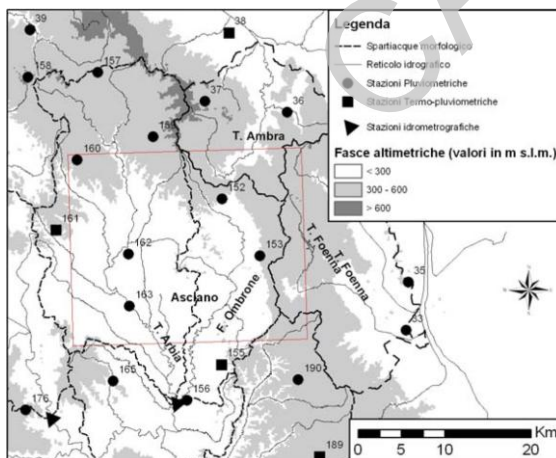 39
38
158
157
37
36
T. Ambra
160
152
161
162
153
163
Asciano
T. Arbia
F. Ombrone
T. Foenna
T. Foenna
35
33
155
165
156
190
176
189
Legenda
Spartiacque morfologico
Reticolo idrografico
Stazioni Pluviometriche
Stazioni Termo-pluviometriche
Stazioni idrometrografiche
Fasce altimetriche (valori in m s.l.m.)
< 300
300 - 600
> 600
Km
0 5 10 20